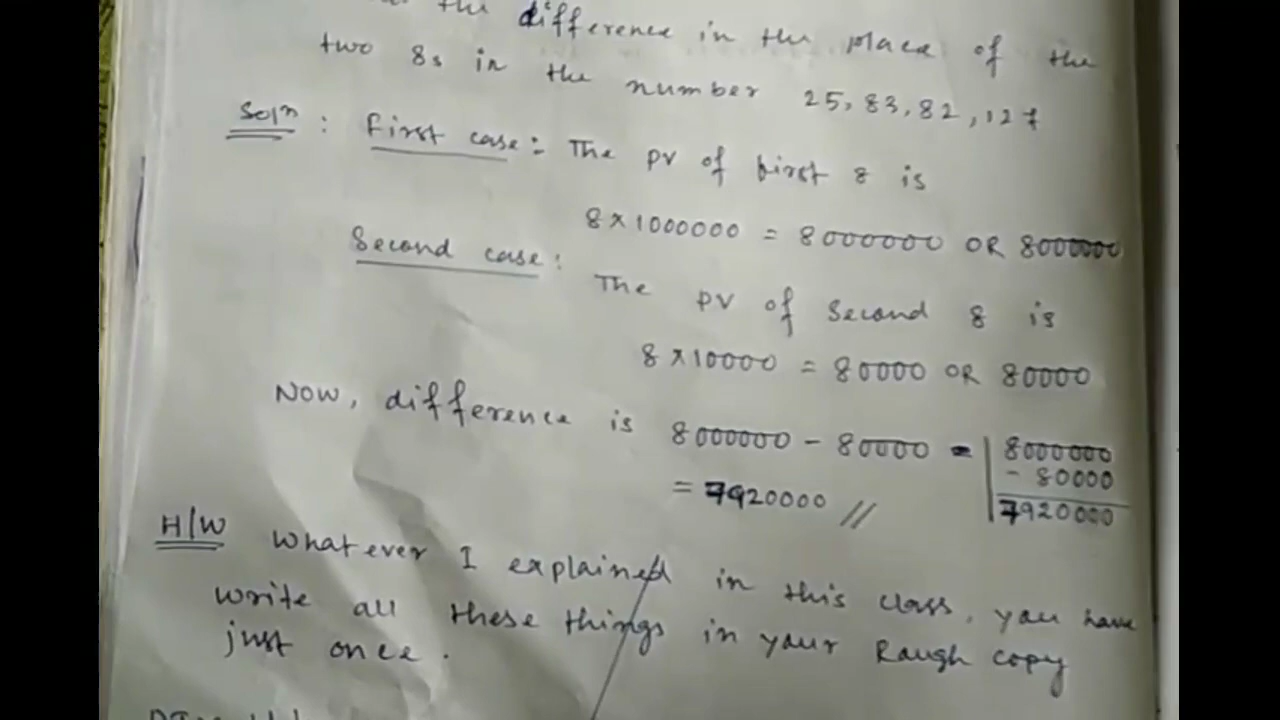 the difference in the place of the
two 8s in the number 25,83,82,127
Soln : First case:- The PV of first 8 is
8×1000000 = 8000000 OR 8000000
Second case:
The PV of second 8 is
8×10000 = 80000 OR 80000
Now, difference is 8000000 - 80000 =
= 7920000 //
8000000
- 80000
7920000
H/W Whatever I explained in this class, you have
write all these things in your Rough copy
just once.